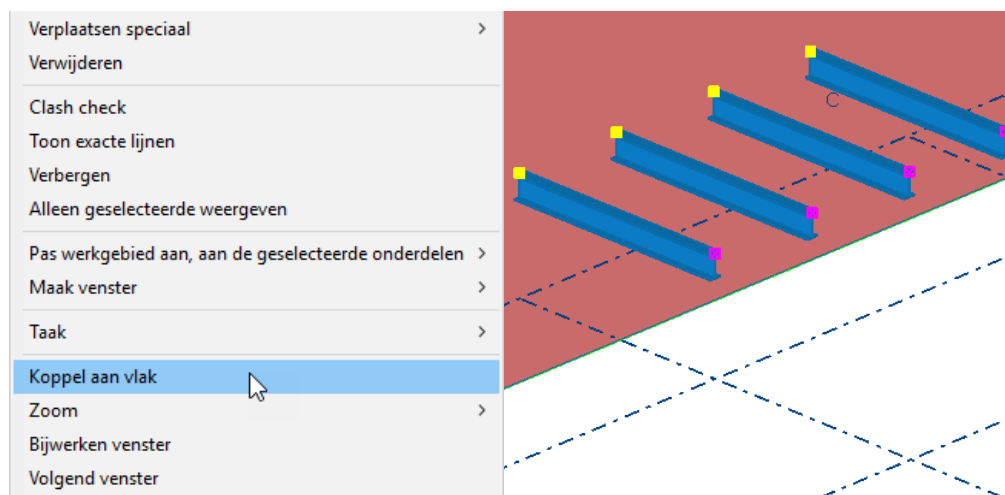 Verplaatsen speciaal
Verwijderen
Clash check
Toon exacte lijnen
Verbergen
Alleen geselecteerde weergeven
Pas werkgebied aan, aan de geselecteerde onderdelen
Maak venster
Taak
Koppel aan vlak
Zoom
Bijwerken venster
Volgend venster
C